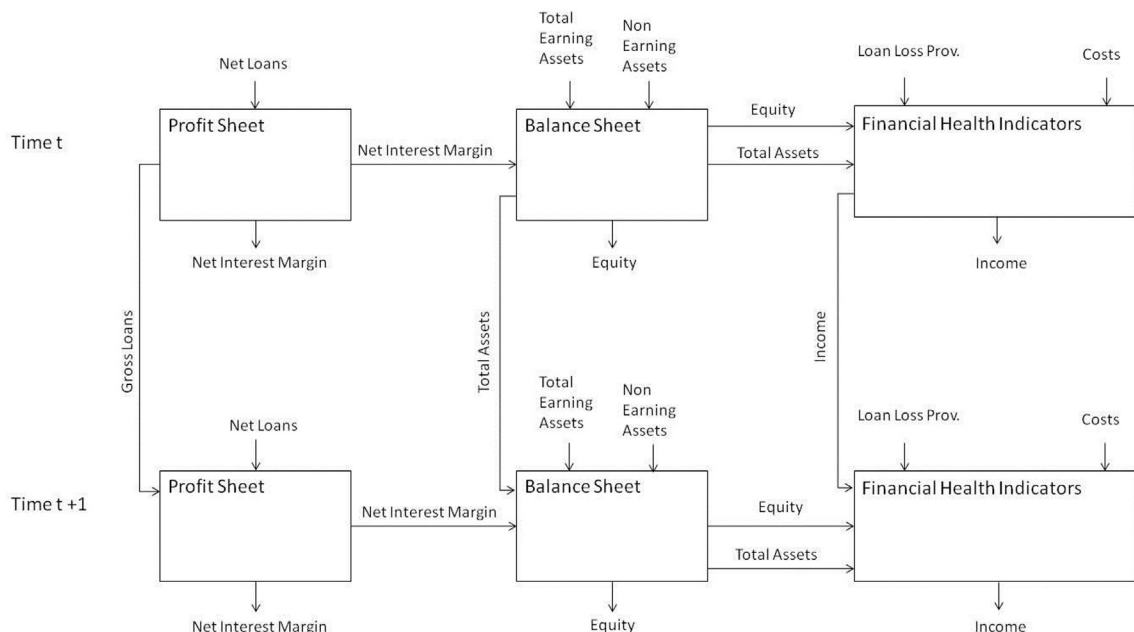 Total
Earning
Assets
Non
Earning
Assets
Net Loans
Loan Loss Prov.
Costs
Time t
Profit Sheet
Net Interest Margin
Balance Sheet
Equity
Total Assets
Financial Health Indicators
Net Interest Margin
Equity
Income
Gross Loans
Total Assets
Income
Total
Earning
Assets
Non
Earning
Assets
Net Loans
Loan Loss Prov.
Costs
Time t +1
Profit Sheet
Net Interest Margin
Balance Sheet
Equity
Total Assets
Financial Health Indicators
Net Interest Margin
Equity
Income